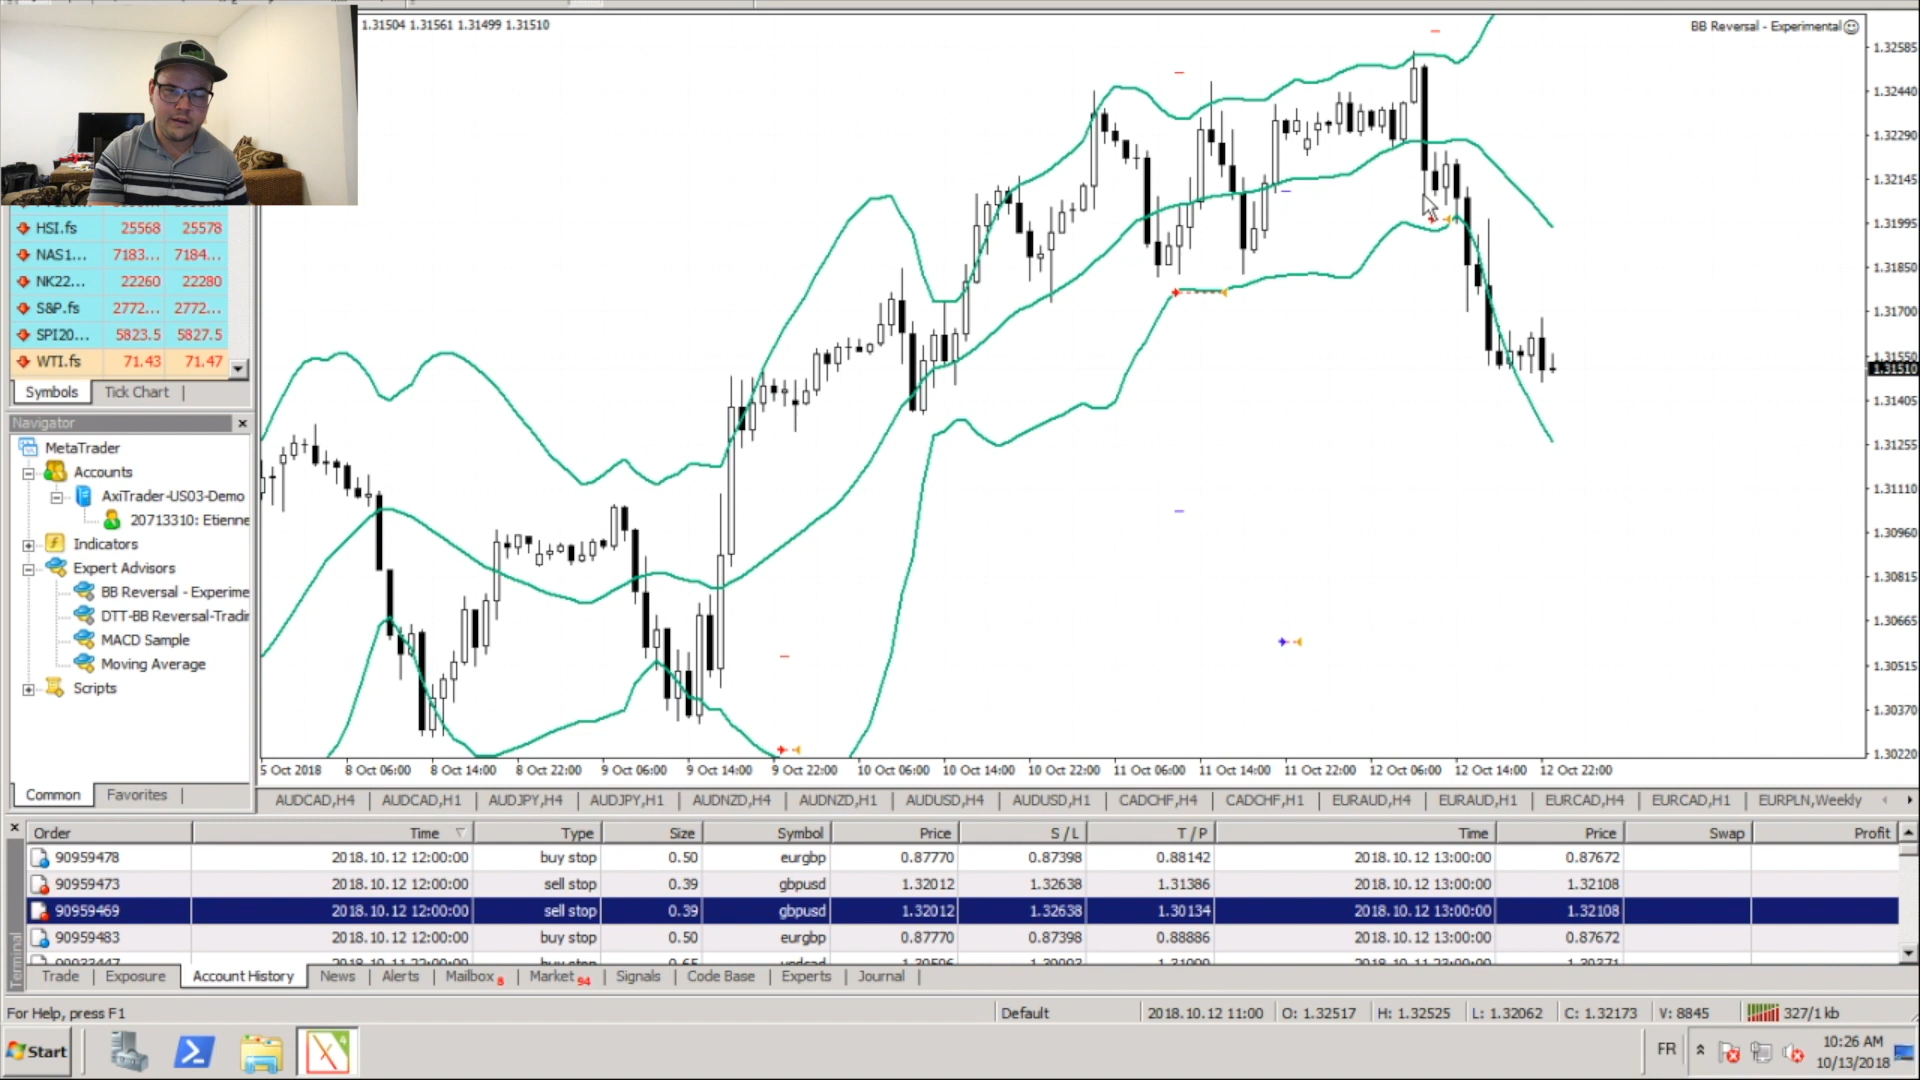 1.31504 1.31561 1.31499 1.31510
BB Reversal - Experimental
1.32585
1.32440
1.32290
1.32145
1.31995
1.31850
1.31700
1.31550
1.31510
1.31405
1.31255
1.31110
1.30960
1.30815
1.30665
1.30515
1.30370
1.30220
HSI.fs 25568 25578
NAS1... 7183... 7184...
NK22... 22260 22280
S&P.fs 2772... 2772...
SPI20... 5823.5 5827.5
WTI.fs 71.43 71.47
Symbols Tick Chart
Navigator
MetaTrader
Accounts
AxiTrader-US03-Demo
20713310: Etienne
Indicators
Expert Advisors
BB Reversal - Experime
DTT-BB Reversal-Tradin
MACD Sample
Moving Average
Scripts
Common Favorites
5 Oct 2018 8 Oct 06:00 8 Oct 14:00 8 Oct 22:00 9 Oct 06:00 9 Oct 14:00 9 Oct 22:00 10 Oct 06:00 10 Oct 14:00 10 Oct 22:00 11 Oct 06:00 11 Oct 14:00 11 Oct 22:00 12 Oct 06:00 12 Oct 14:00 12 Oct 22:00
AUDCAD,H4 AUDCAD,H1 AUDJPY,H4 AUDJPY,H1 AUDNZD,H4 AUDNZD,H1 AUDUSD,H4 AUDUSD,H1 CADCHF,H4 CADCHF,H1 EURAUD,H4 EURAUD,H1 EURCAD,H4 EURCAD,H1 EURPLN,Weekly
Order Time Type Size Symbol Price S / L T / P Time Price Swap Profit
90959478 2018.10.12 12:00:00 buy stop 0.50 eurgbp 0.87770 0.87398 0.88142 2018.10.12 13:00:00 0.87672
90959473 2018.10.12 12:00:00 sell stop 0.39 gbpusd 1.32012 1.32638 1.31386 2018.10.12 13:00:00 1.32108
90959469 2018.10.12 12:00:00 sell stop 0.39 gbpusd 1.32012 1.32638 1.30134 2018.10.12 13:00:00 1.32108
90959483 2018.10.12 12:00:00 buy stop 0.50 eurgbp 0.87770 0.87398 0.88886 2018.10.12 13:00:00 0.87672
Terminal
Trade Exposure Account History News Alerts Mailbox 8 Market 94 Signals Code Base Experts Journal
For Help, press F1 Default 2018.10.12 11:00 O: 1.32517 H: 1.32525 L: 1.32062 C: 1.32173 V: 8845 327/1 kb
Start FR 10:26 AM
10/13/2018